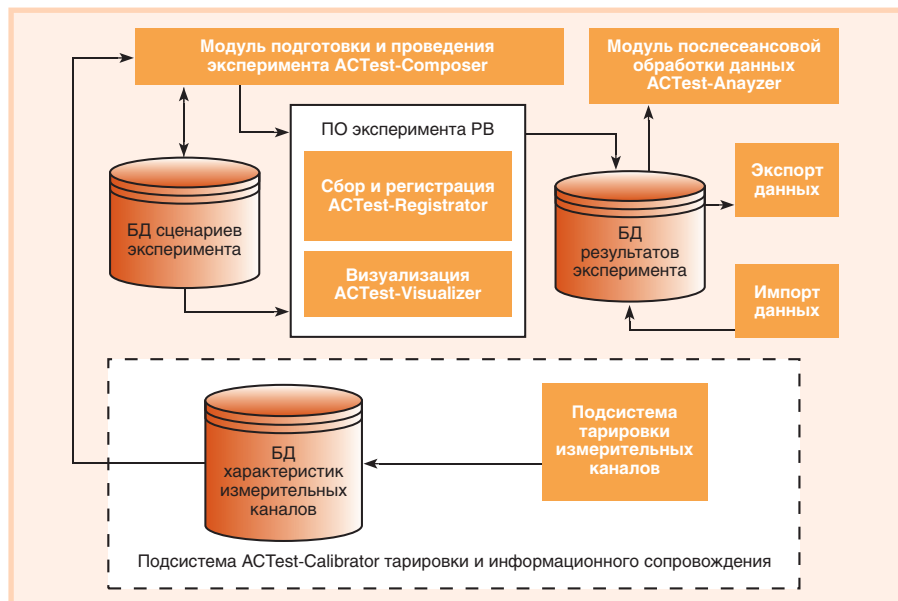 Модуль подготовки и проведения
эксперимента ACTest-Composer
Модуль послесеансовой
обработки данных
ACTest-Anayzer
ПО эксперимента РВ
Сбор и регистрация
ACTest-Registrator
Визуализация
ACTest-Visualizer
БД сценариев
эксперимента
БД
результатов
эксперимента
Экспорт
данных
Импорт
данных
БД
характеристик
измерительных
каналов
Подсистема
тарировки
измерительных
каналов
Подсистема ACTest-Calibrator тарировки и информационного сопровождения